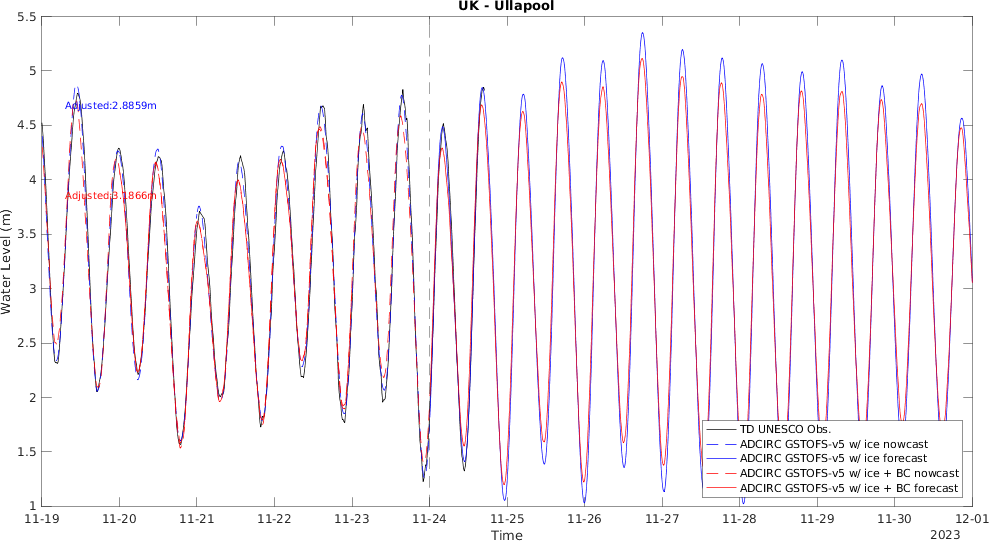 UK - Ullapool
5.5
5
4.5
4
3.5
3
2.5
2
1.5
1
Water Level (m)
Adjusted:2.8859m
Adjusted:3.1866m
TD UNESCO Obs.
ADCIRC GSTOFS-v5 w/ ice nowcast
ADCIRC GSTOFS-v5 w/ ice forecast
ADCIRC GSTOFS-v5 w/ ice + BC nowcast
ADCIRC GSTOFS-v5 w/ ice + BC forecast
11-19 11-20 11-21 11-22 11-23 11-24 11-25 11-26 11-27 11-28 11-29 11-30 12-01
Time
2023